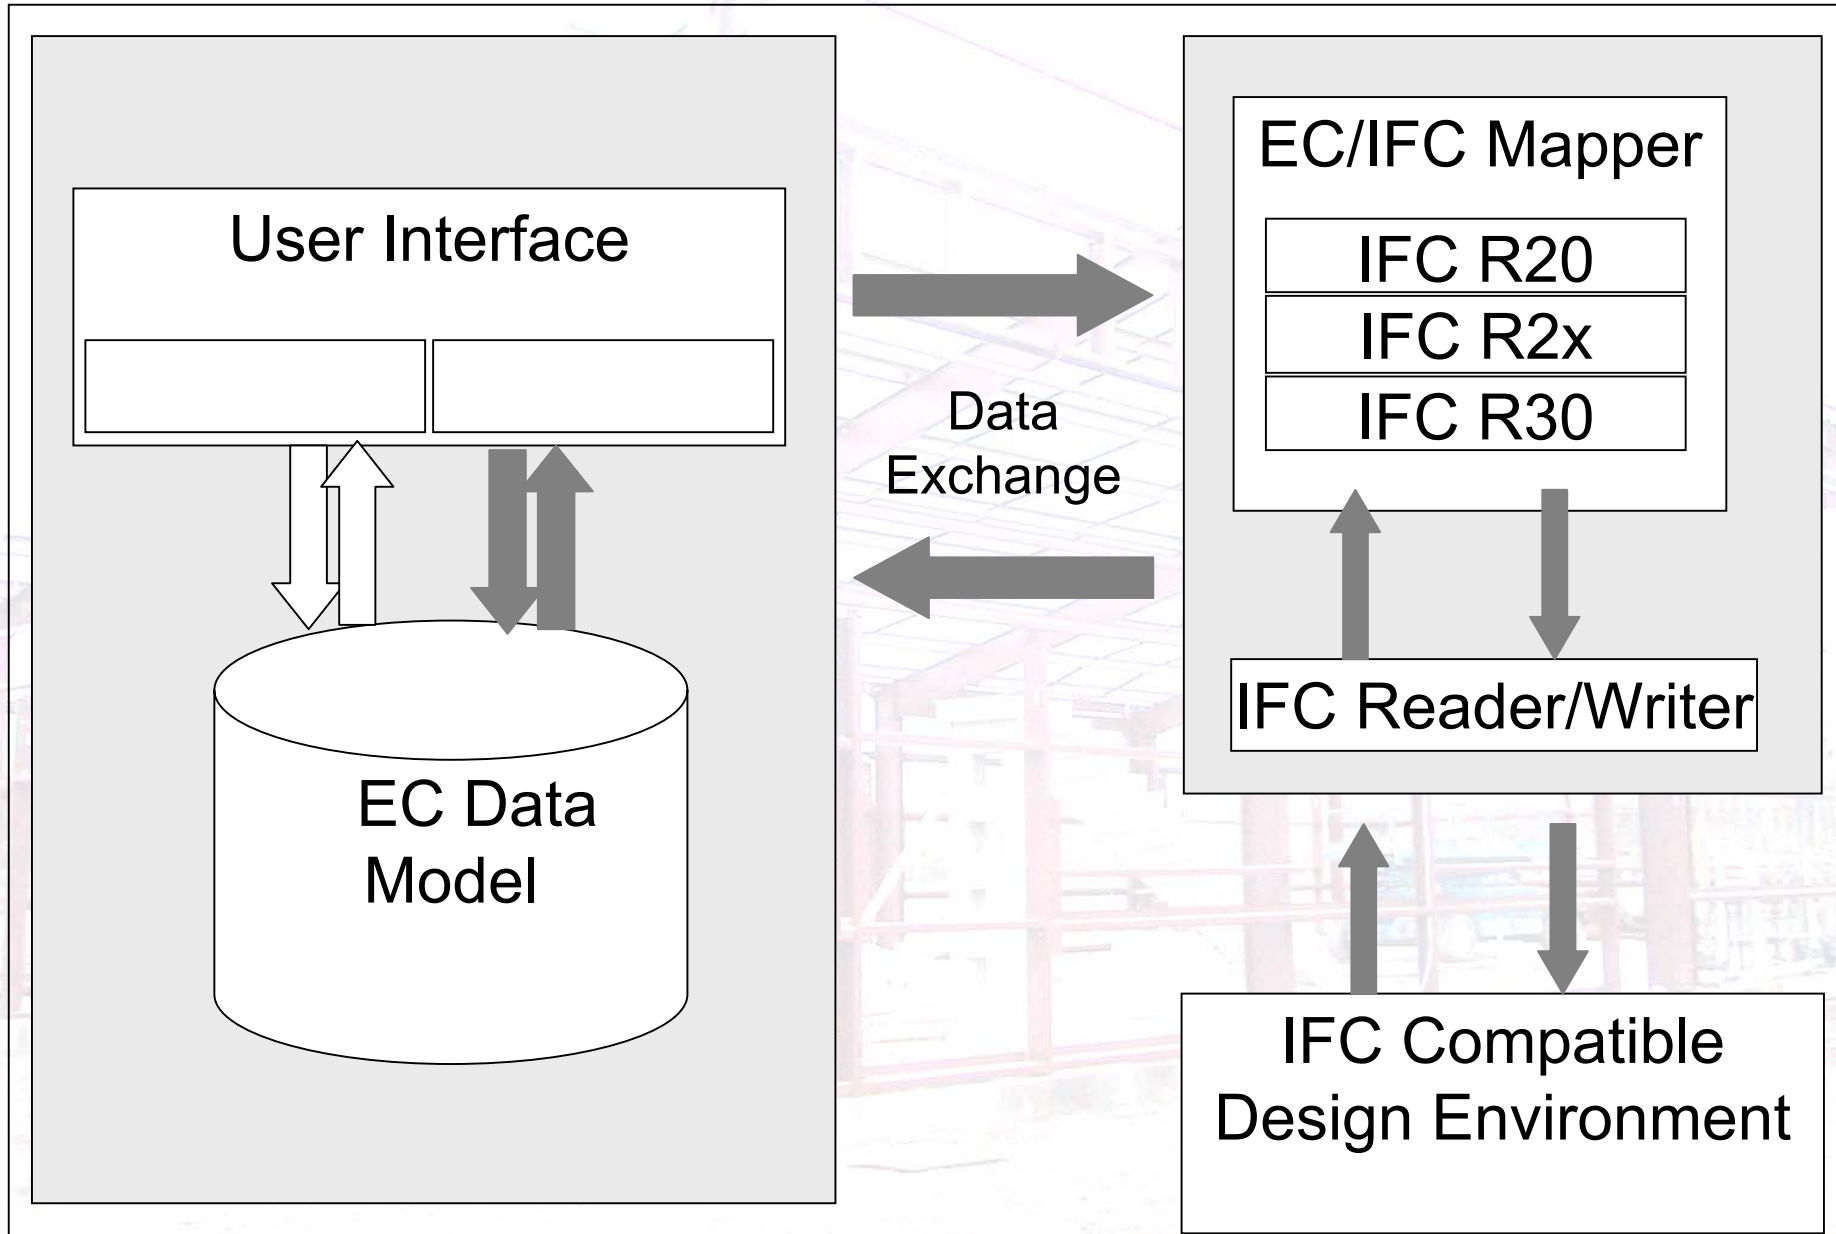 User Interface
EC Data
Model
Data
Exchange
EC/IFC Mapper
IFC R20
IFC R2x
IFC R30
IFC Reader/Writer
IFC Compatible
Design Environment